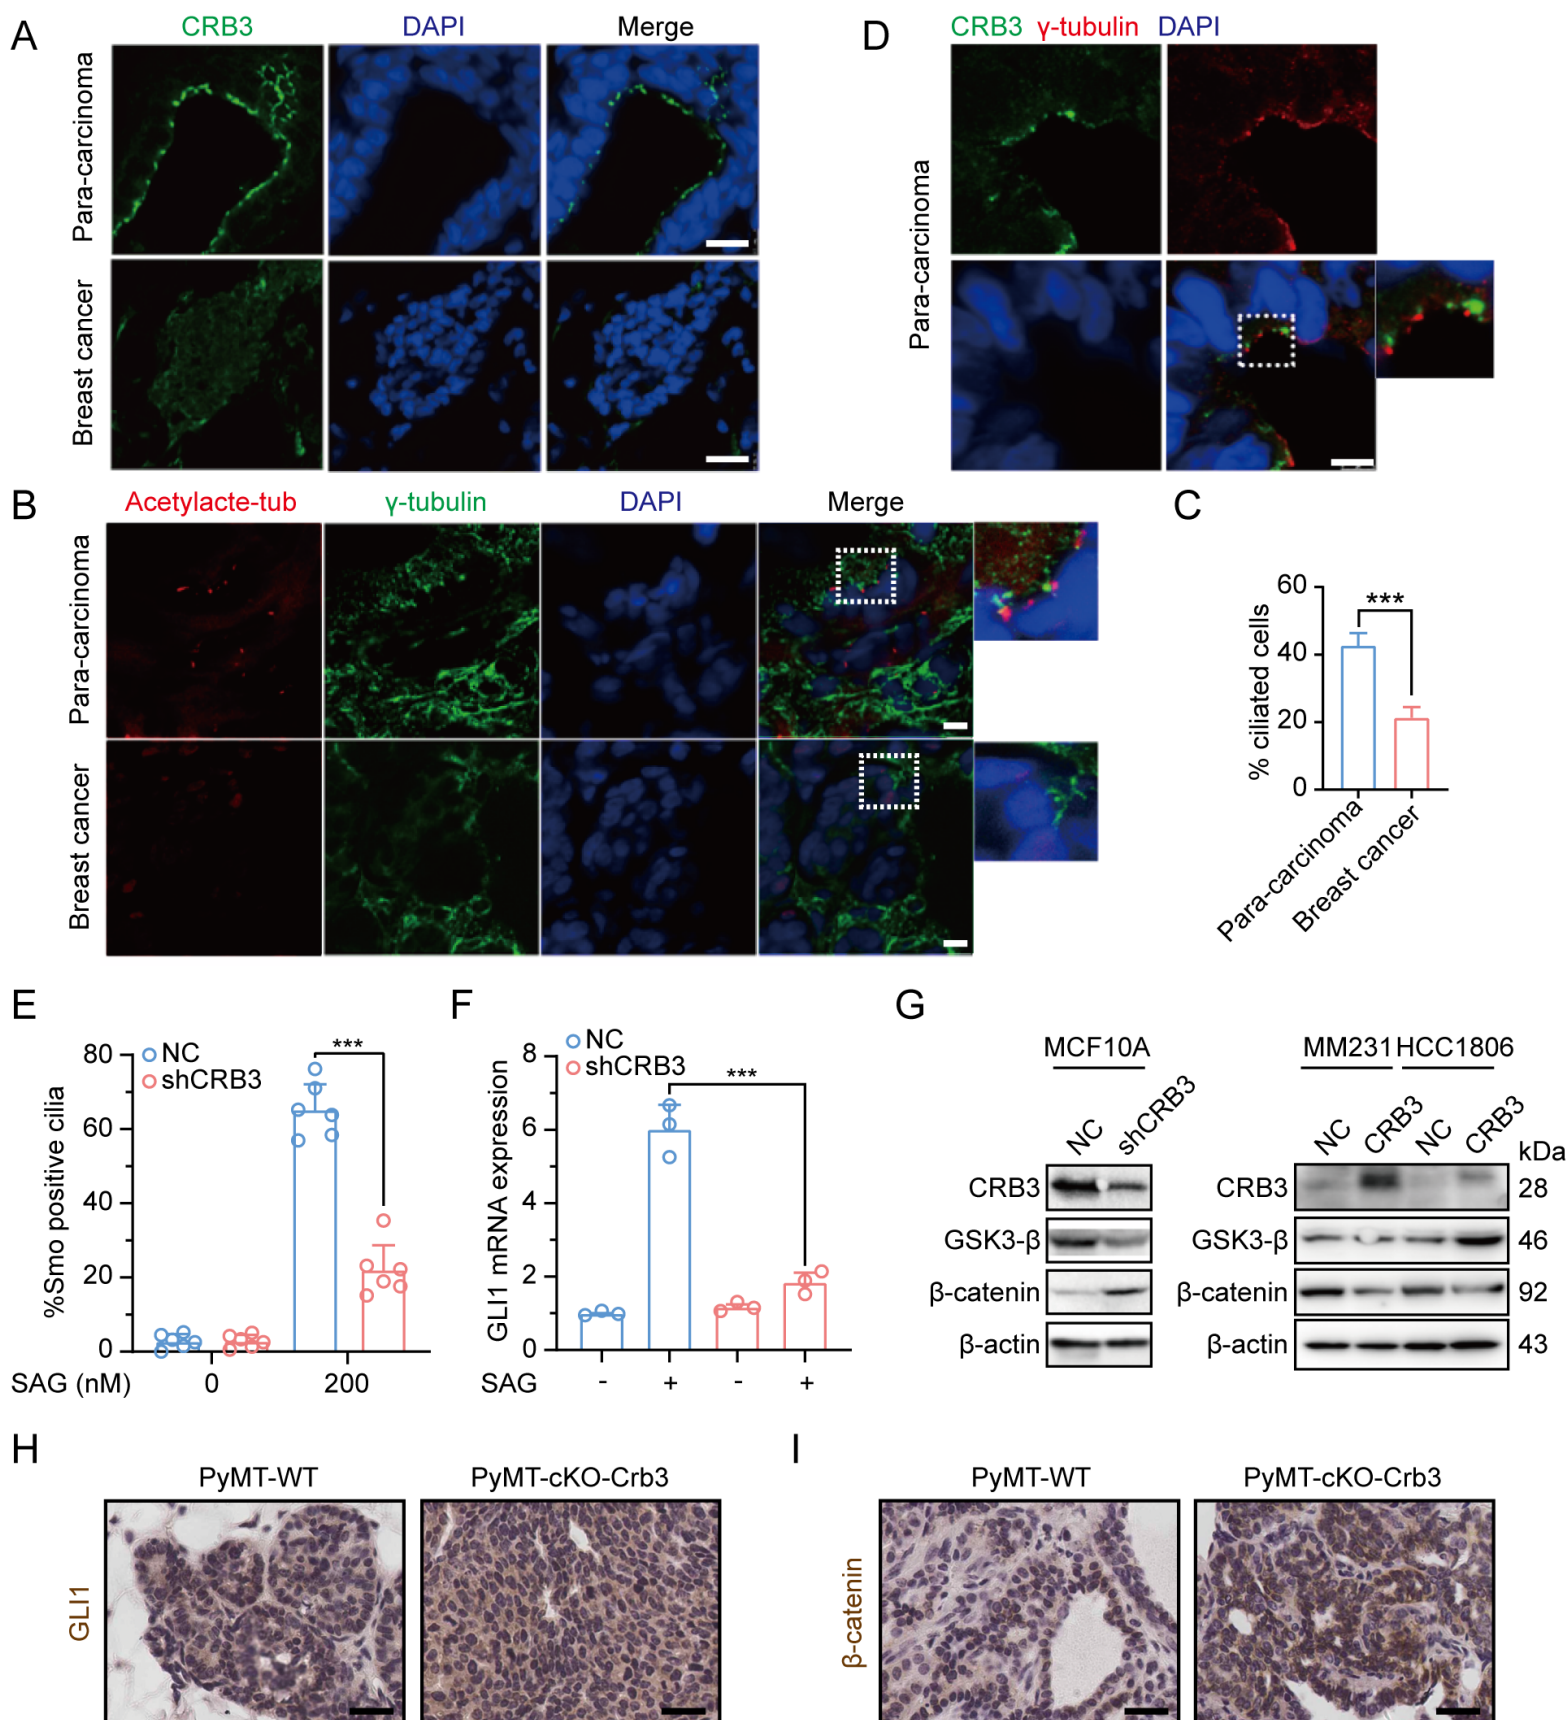 A
CRB3 DAPI Merge
Para-carcinoma
Breast cancer
D
CRB3 γ-tubulin DAPI
Para-carcinoma
B
Acetylacte-tub γ-tubulin DAPI Merge
Para-carcinoma
Breast cancer
C
% ciliated cells
60
40
20
0
***
Para-carcinoma
Breast cancer
E
NC
shCRB3
***
%Smo positive cilia
80
60
40
20
0
SAG (nM) 0 200
F
NC
shCRB3
***
GLI1 mRNA expression
8
6
4
2
0
SAG - + - +
G
MCF10A MM231 HCC1806
NC shCRB3 NC CRB3 NC CRB3 kDa
CRB3 CRB3 28
GSK3-β GSK3-β 46
β-catenin β-catenin 92
β-actin β-actin 43
H
PyMT-WT PyMT-cKO-Crb3
GLI1
I
PyMT-WT PyMT-cKO-Crb3
β-catenin